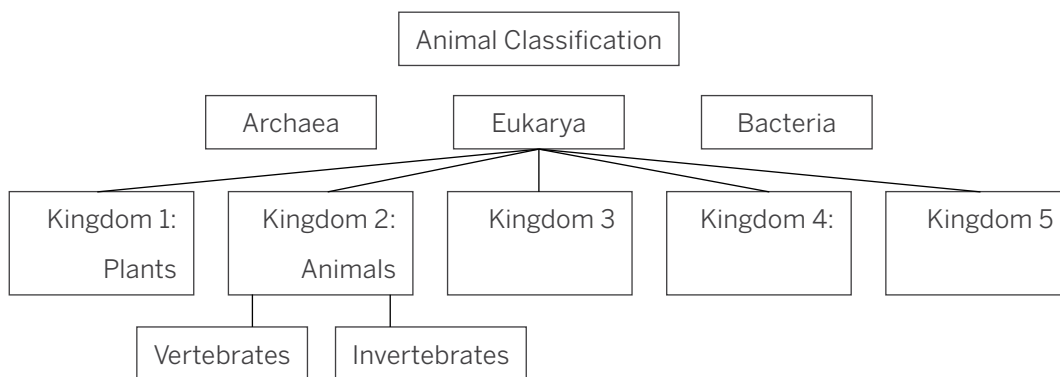 Animal Classification
Archaea
Eukarya
Bacteria
Kingdom 1:
Plants
Kingdom 2:
Animals
Kingdom 3
Kingdom 4:
Kingdom 5
Vertebrates
Invertebrates